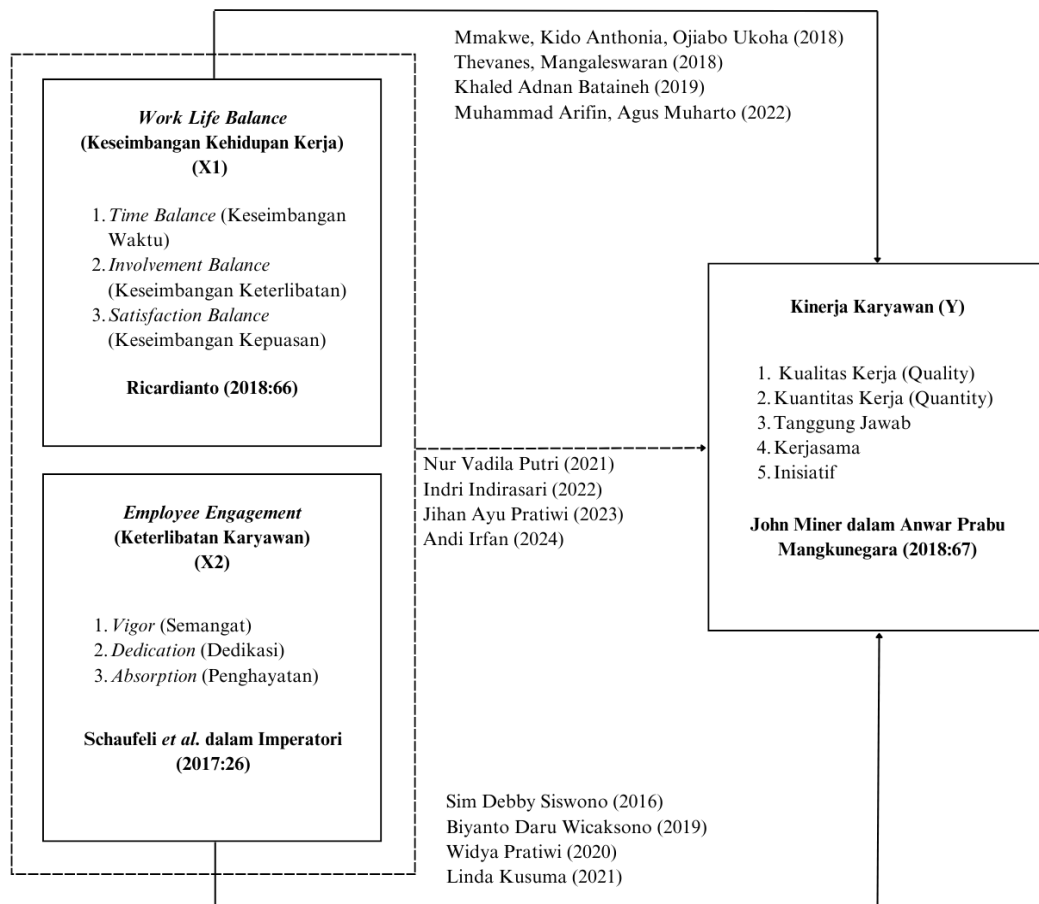 Mmakwe, Kido Anthonia, Ojiabo Ukoha (2018)
Thevanes, Mangaleswaran (2018)
Khaled Adnan Bataineh (2019)
Muhammad Arifin, Agus Muharto (2022)
Work Life Balance
(Keseimbangan Kehidupan Kerja)
(X1)
1. Time Balance (Keseimbangan
Waktu)
2. Involvement Balance
(Keseimbangan Keterlibatan)
3. Satisfaction Balance
(Keseimbangan Kepuasan)
Ricardianto (2018:66)
Kinerja Karyawan (Y)
1. Kualitas Kerja (Quality)
2. Kuantitas Kerja (Quantity)
3. Tanggung Jawab
4. Kerjasama
5. Inisiatif
John Miner dalam Anwar Prabu
Mangkunegara (2018:67)
Nur Vadila Putri (2021)
Indri Indirasari (2022)
Jihan Ayu Pratiwi (2023)
Andi Irfan (2024)
Employee Engagement
(Keterlibatan Karyawan)
(X2)
1. Vigor (Semangat)
2. Dedication (Dedikasi)
3. Absorption (Penghayatan)
Schaufeli et al. dalam Imperatori
(2017:26)
Sim Debby Siswono (2016)
Biyanto Daru Wicaksono (2019)
Widya Pratiwi (2020)
Linda Kusuma (2021)